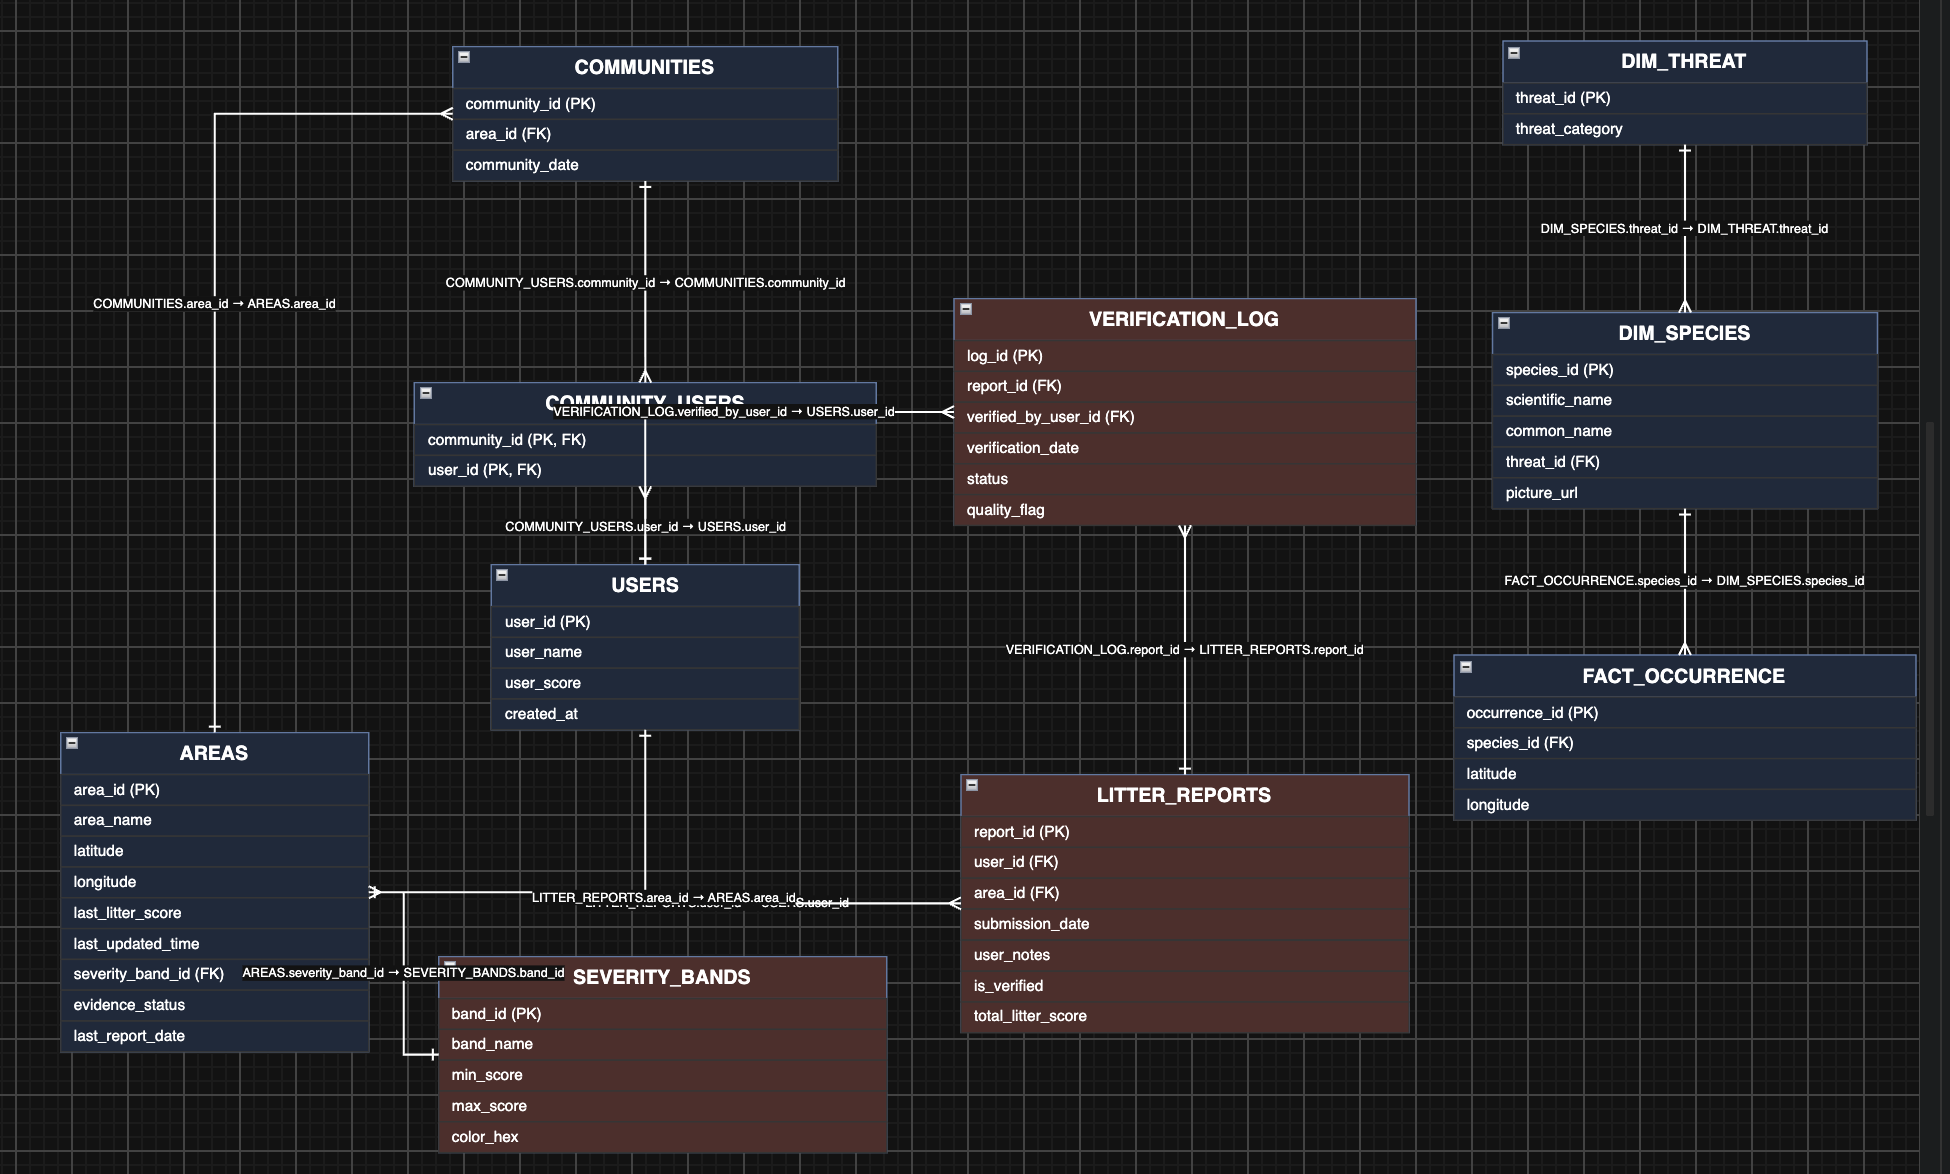 COMMUNITIES
community_id (PK)
area_id (FK)
community_date
COMMUNITIES.area_id → AREAS.area_id
COMMUNITY_USERS.community_id → COMMUNITIES.community_id
COMMUNITY_USERS
VERIFICATION_LOG.verified_by_user_id → USERS.user_id
community_id (PK, FK)
user_id (PK, FK)
COMMUNITY_USERS.user_id → USERS.user_id
USERS
user_id (PK)
user_name
user_score
created_at
AREAS
area_id (PK)
area_name
latitude
longitude
last_litter_score
last_updated_time
severity_band_id (FK)
evidence_status
last_report_date
LITTER_REPORTS.area_id → AREAS.area_id
AREAS.severity_band_id → SEVERITY_BANDS.band_id
SEVERITY_BANDS
band_id (PK)
band_name
min_score
max_score
color_hex
VERIFICATION_LOG
log_id (PK)
report_id (FK)
verified_by_user_id (FK)
verification_date
status
quality_flag
VERIFICATION_LOG.report_id → LITTER_REPORTS.report_id
LITTER_REPORTS
report_id (PK)
user_id (FK)
area_id (FK)
submission_date
user_notes
is_verified
total_litter_score
DIM_THREAT
threat_id (PK)
threat_category
DIM_SPECIES.threat_id → DIM_THREAT.threat_id
DIM_SPECIES
species_id (PK)
scientific_name
common_name
threat_id (FK)
picture_url
FACT_OCCURRENCE.species_id → DIM_SPECIES.species_id
FACT_OCCURRENCE
occurrence_id (PK)
species_id (FK)
latitude
longitude